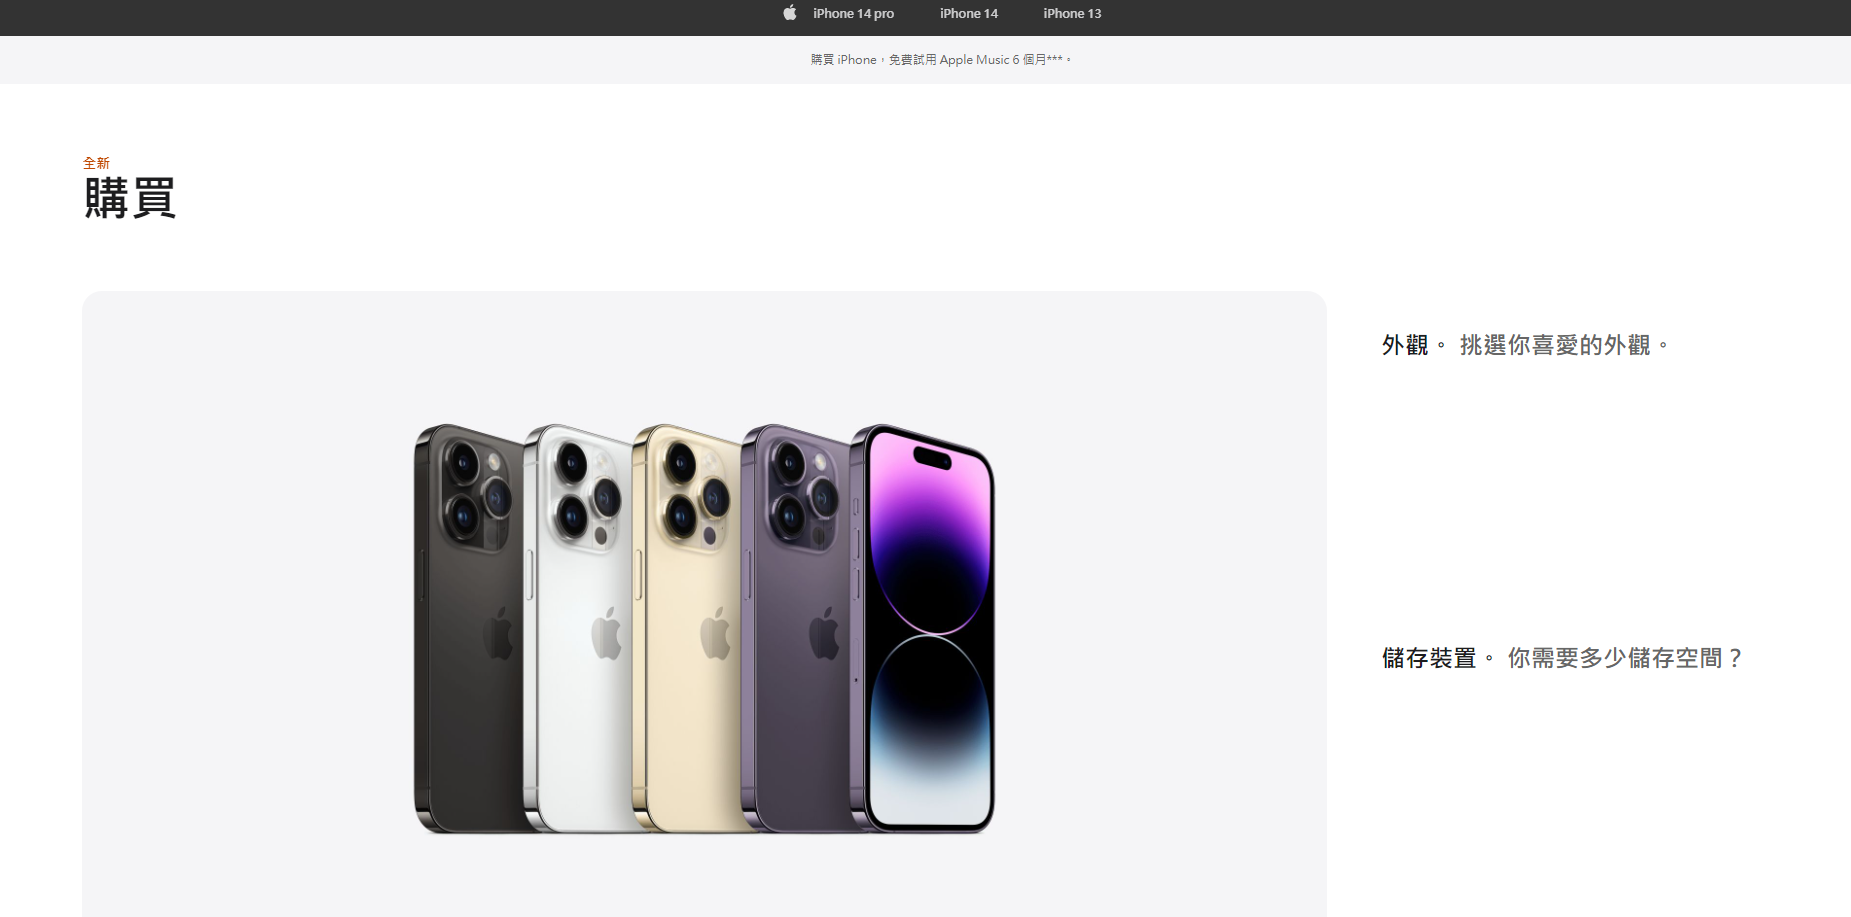 iPhone 14 pro iPhone 14 iPhone 13
購買 iPhone，免費試用 Apple Music 6 個月***。
全新
購買
外觀。 挑選你喜愛的外觀。
儲存裝置。 你需要多少儲存空間？